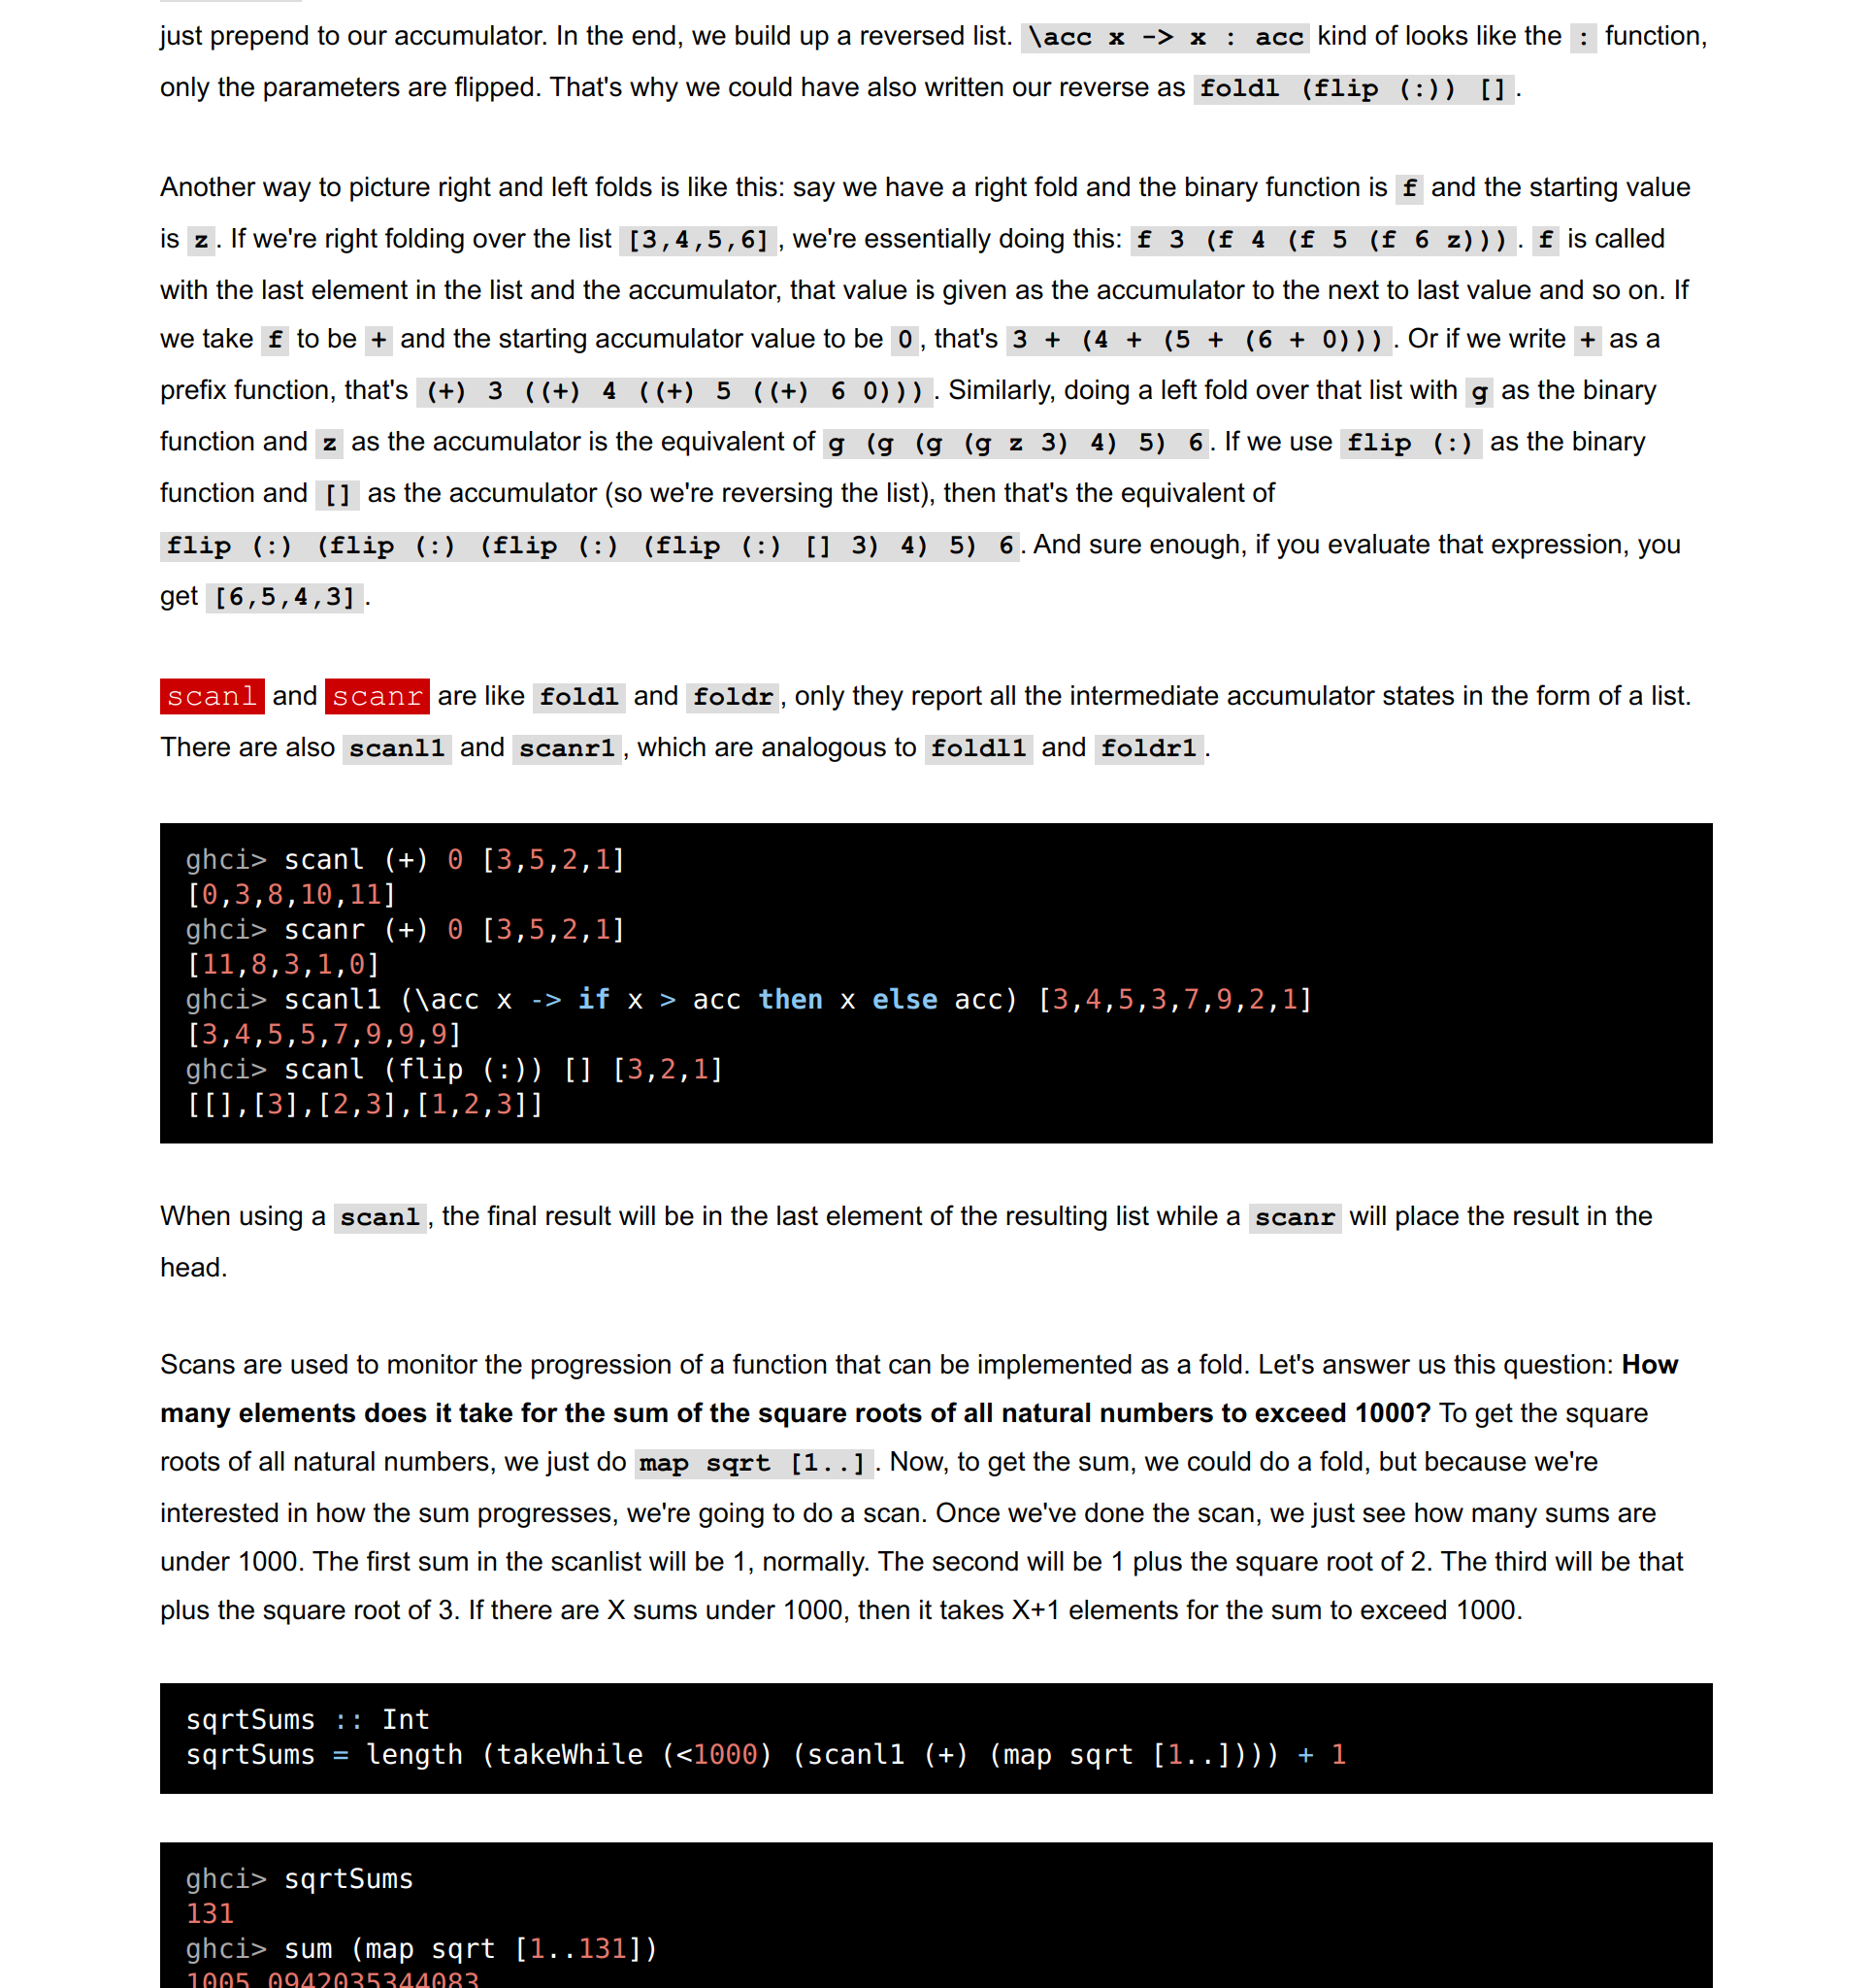 just prepend to our accumulator. In the end, we build up a reversed list. \acc x -> x : acc kind of looks like the : function,
only the parameters are flipped. That's why we could have also written our reverse as foldl (flip (:)) [].
Another way to picture right and left folds is like this: say we have a right fold and the binary function is f and the starting value
is z. If we're right folding over the list [3,4,5,6], we're essentially doing this: f 3 (f 4 (f 5 (f 6 z))). f is called
with the last element in the list and the accumulator, that value is given as the accumulator to the next to last value and so on. If
we take f to be + and the starting accumulator value to be 0, that's 3 + (4 + (5 + (6 + 0))). Or if we write + as a
prefix function, that's (+) 3 ((+) 4 ((+) 5 ((+) 6 0))). Similarly, doing a left fold over that list with g as the binary
function and z as the accumulator is the equivalent of g (g (g (g z 3) 4) 5) 6. If we use flip (:) as the binary
function and [] as the accumulator (so we're reversing the list), then that's the equivalent of
flip (:) (flip (:) (flip (:) (flip (:) [] 3) 4) 5) 6. And sure enough, if you evaluate that expression, you
get [6,5,4,3].
scanl and scanr are like foldl and foldr, only they report all the intermediate accumulator states in the form of a list.
There are also scanl1 and scanr1, which are analogous to foldl1 and foldr1.
ghci> scanl (+) 0 [3,5,2,1]
[0,3,8,10,11]
ghci> scanr (+) 0 [3,5,2,1]
[11,8,3,1,0]
ghci> scanl1 (\acc x -> if x > acc then x else acc) [3,4,5,3,7,9,2,1]
[3,4,5,5,7,9,9,9]
ghci> scanl (flip (:)) [] [3,2,1]
[[],[3],[2,3],[1,2,3]]
When using a scanl, the final result will be in the last element of the resulting list while a scanr will place the result in the
head.
Scans are used to monitor the progression of a function that can be implemented as a fold. Let's answer us this question: How
many elements does it take for the sum of the square roots of all natural numbers to exceed 1000? To get the square
roots of all natural numbers, we just do map sqrt [1..]. Now, to get the sum, we could do a fold, but because we're
interested in how the sum progresses, we're going to do a scan. Once we've done the scan, we just see how many sums are
under 1000. The first sum in the scanlist will be 1, normally. The second will be 1 plus the square root of 2. The third will be that
plus the square root of 3. If there are X sums under 1000, then it takes X+1 elements for the sum to exceed 1000.
sqrtSums :: Int
sqrtSums = length (takeWhile (<1000) (scanl1 (+) (map sqrt [1..]))) + 1
ghci> sqrtSums
131
ghci> sum (map sqrt [1..131])
1005.0942035344083